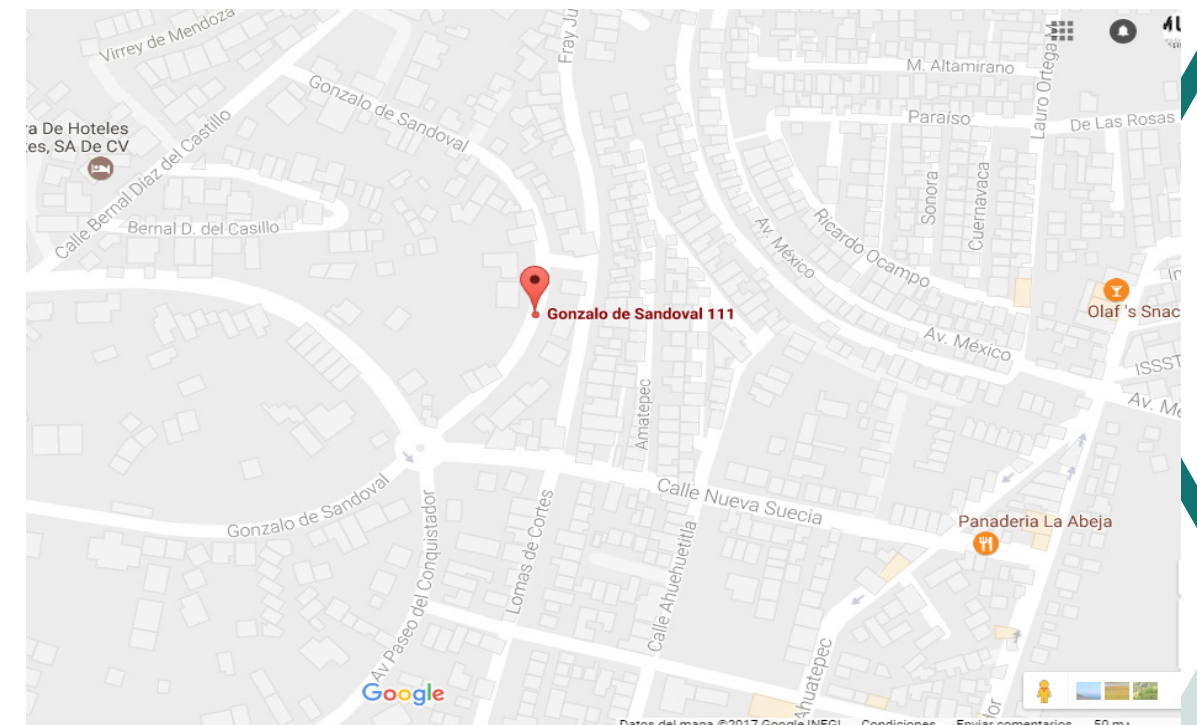 Virrey de Mendoza
Fray Ju
Gonzalo de Sandoval
M. Altamirano
Lauro Ortega
Paraíso
De Las Rosas
ra De Hoteles
tes, SA De CV
Calle Bernal Díaz del Castillo
Bernal D. del Casillo
Sonora
Cuernavaca
Ricardo Ocampo
Av. México
Olaf 's Snac
Gonzalo de Sandoval 111
Av. México
ISSST
Av. Mé
Amatepec
Calle Nueva Suecia
Gonzalo de Sandoval
Panaderia La Abeja
Av Paseo del Conquistador
Lomas de Cortes
Calle Ahuehuetitla
Ahuatepec
Google
Datos del mapa ©2017 Google INEGI Condiciones Enviar comentarios 50 m